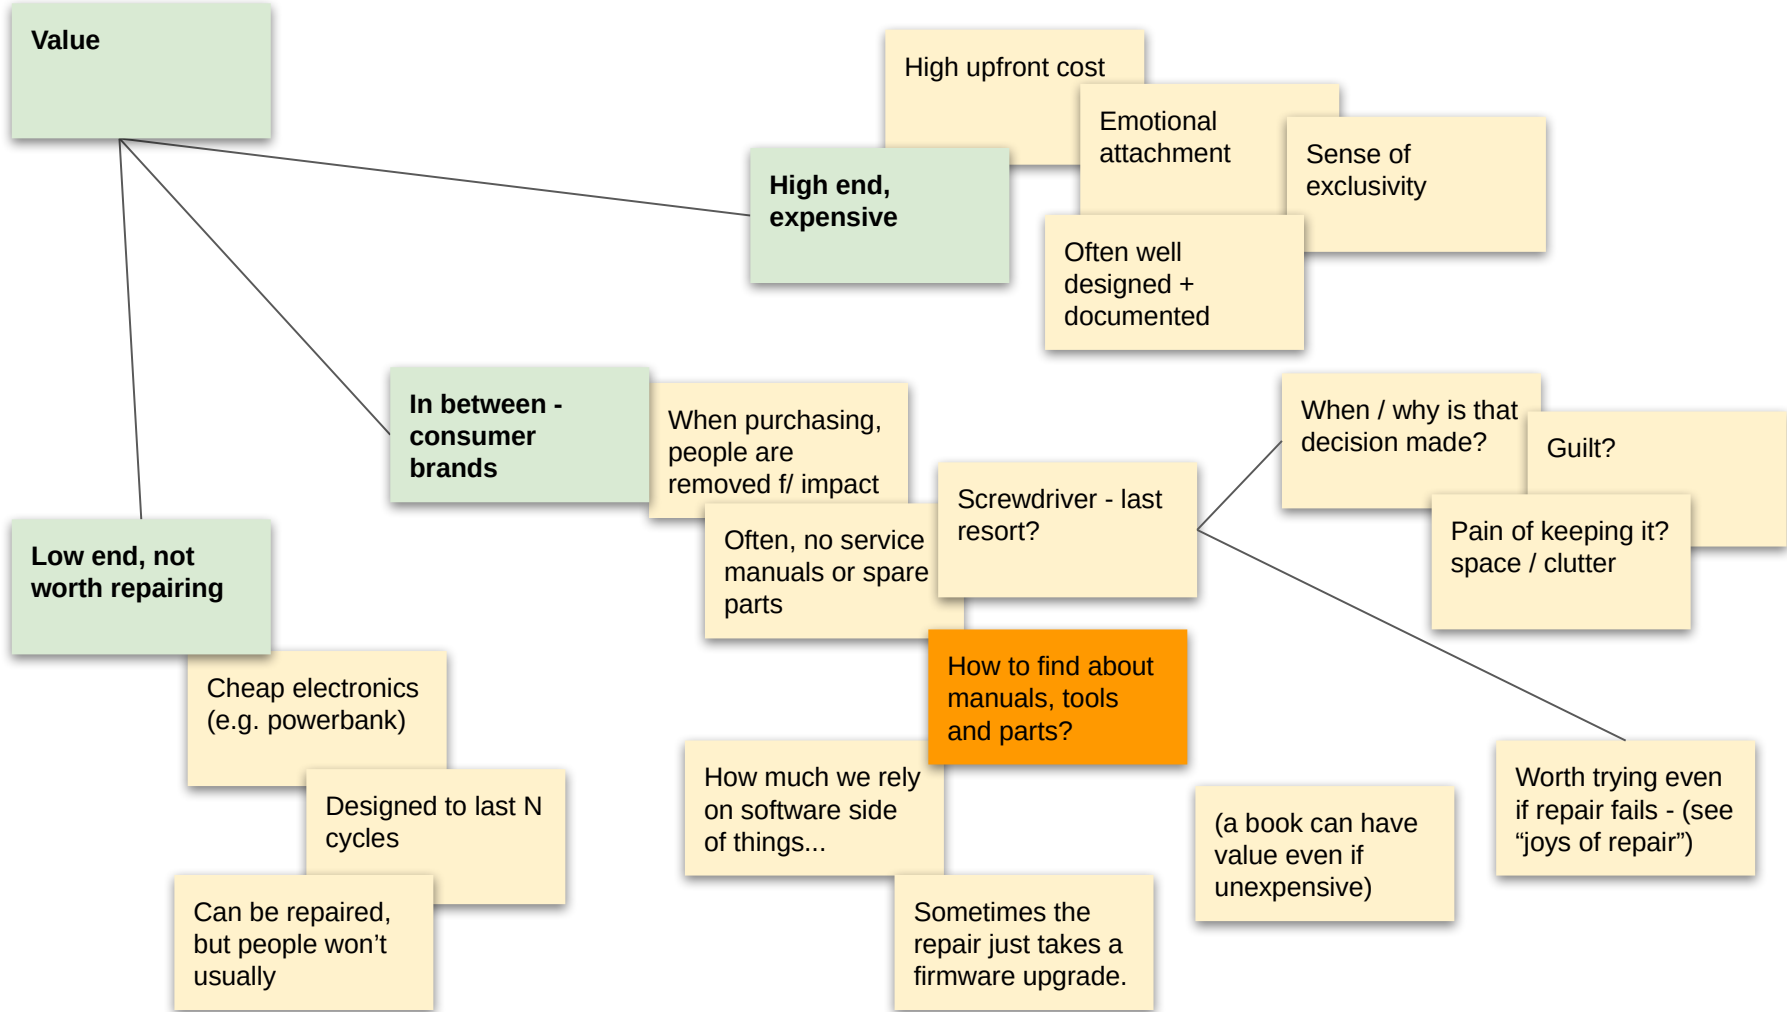 Value
High upfront cost
Emotional
attachment
Sense of
exclusivity
High end,
expensive
Often well
designed +
documented
In between -
consumer
brands
When purchasing,
people are
removed f/ impact
Often, no service
manuals or spare
parts
Screwdriver - last
resort?
When / why is that
decision made?
Guilt?
Pain of keeping it?
space / clutter
Low end, not
worth repairing
Cheap electronics
(e.g. powerbank)
Designed to last N
cycles
Can be repaired,
but people won’t
usually
How to find about
manuals, tools
and parts?
How much we rely
on software side
of things...
Sometimes the
repair just takes a
firmware upgrade.
(a book can have
value even if
unexpensive)
Worth trying even
if repair fails - (see
“joys of repair”)